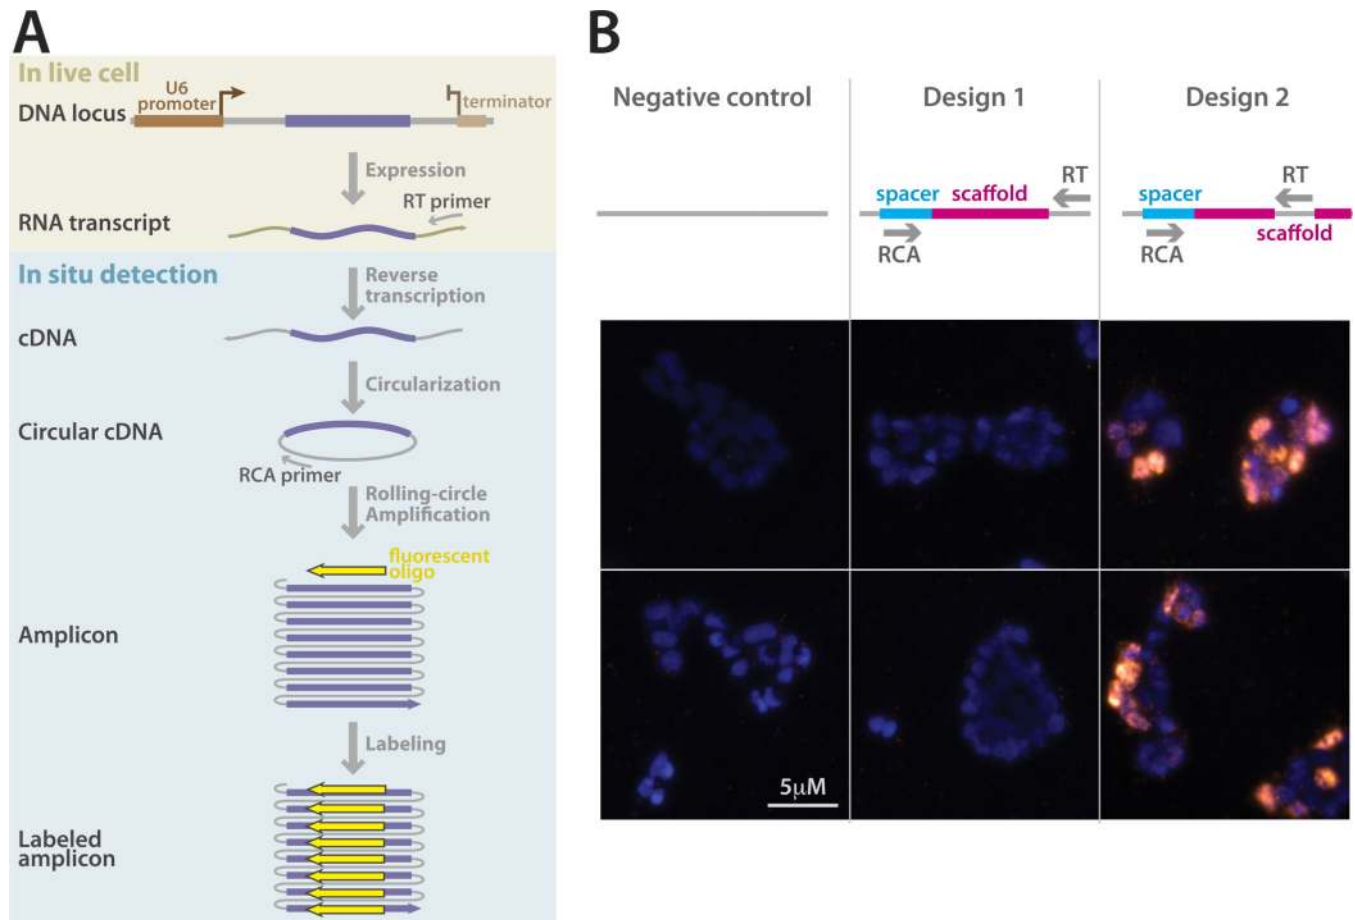 A
In live cell
U6
promoter
terminator
DNA locus
Expression
RT primer
RNA transcript
In situ detection
Reverse
transcription
cDNA
Circularization
Circular cDNA
RCA primer
Rolling-circle
Amplification
fluorescent
oligo
Amplicon
Labeling
Labeled
amplicon
B
Negative control
Design 1
Design 2
RT
spacer
scaffold
RCA
RT
spacer
scaffold
RCA
5µM